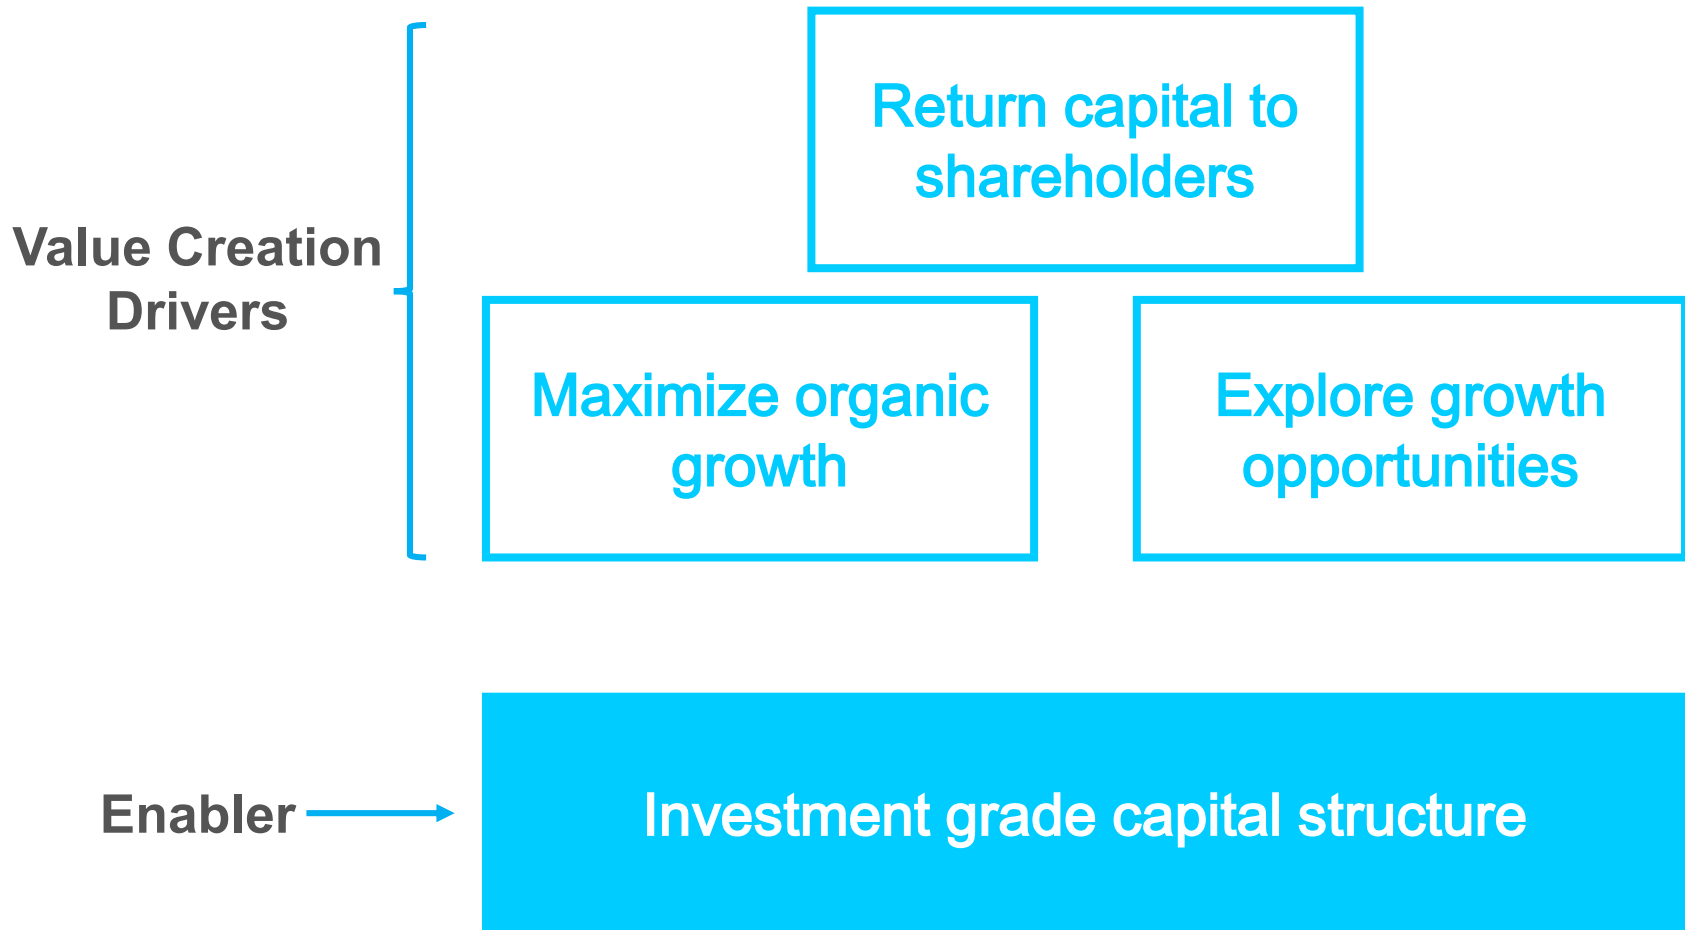 Return capital to
shareholders
Value Creation
Drivers
Maximize organic
growth
Explore growth
opportunities
Enabler
Investment grade capital structure